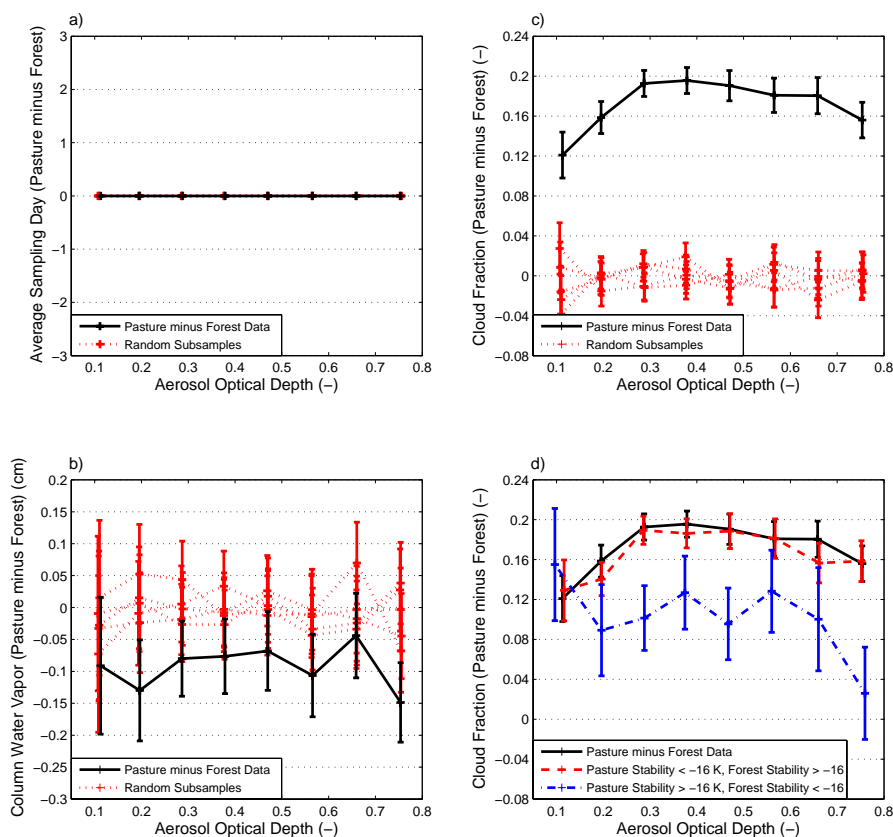 a)
Average Sampling Day (Pasture minus Forest)
3
2
1
0
−1
−2
−3
Pasture minus Forest Data
Random Subsamples
0.1 0.2 0.3 0.4 0.5 0.6 0.7 0.8
Aerosol Optical Depth (−)
c)
Cloud Fraction (Pasture minus Forest) (−)
0.24
0.2
0.16
0.12
0.08
0.04
0
−0.04
−0.08
Pasture minus Forest Data
Random Subsamples
0.1 0.2 0.3 0.4 0.5 0.6 0.7 0.8
Aerosol Optical Depth (−)
b)
Column Water Vapor (Pasture minus Forest) (cm)
0.2
0.15
0.1
0.05
0
−0.05
−0.1
−0.15
−0.2
−0.25
−0.3
Pasture minus Forest Data
Random Subsamples
0.1 0.2 0.3 0.4 0.5 0.6 0.7 0.8
Aerosol Optical Depth (−)
d)
Cloud Fraction (Pasture minus Forest) (−)
0.24
0.2
0.16
0.12
0.08
0.04
0
−0.04
−0.08
Pasture minus Forest Data
Pasture Stability < −16 K, Forest Stability > −16
Pasture Stability > −16 K, Forest Stability < −16
0.1 0.2 0.3 0.4 0.5 0.6 0.7 0.8
Aerosol Optical Depth (−)